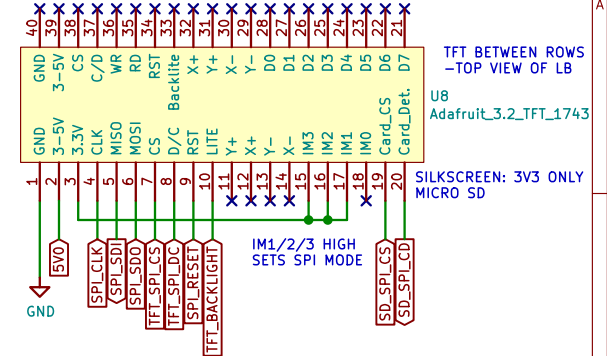 40 39 38 37 36 35 34 33 32 31 30 29 28 27 26 25 24 23 22 21
A
GND 3-5V CS C/D WR RD RST Backlite X+ Y+ X- Y- D0 D1 D2 D3 D4 D5 D6 D7
TFT BETWEEN ROWS
-TOP VIEW OF LB
U8
Adafruit_3.2_TFT_1743
GND 3-5V 3.3V CLK MISO MOSI CS D/C RST LITE Y+ X+ Y- X- IM3 IM2 IM1 IM0 Card_CS Card_Det.
1 2 3 4 5 6 7 8 9 10 11 12 13 14 15 16 17 18 19 20
SILKSCREEN: 3V3 ONLY
MICRO SD
5V0 SPI_CLK SPI_SDI SPI_SDO TFT_SPI_CS TFT_SPI_DC SPI_RESET TFT_BACKLIGHT SD_SPI_CS SD_SPI_CD
IM1/2/3 HIGH
SETS SPI MODE
GND